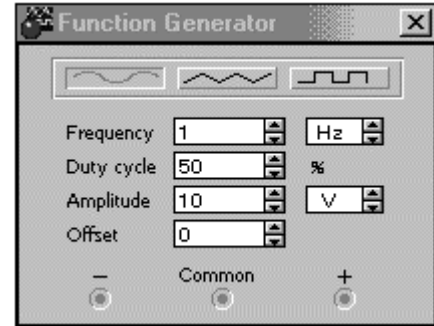 Function Generator
Frequency 1 Hz
Duty cycle 50 %
Amplitude 10 V
Offset 0
− Common +